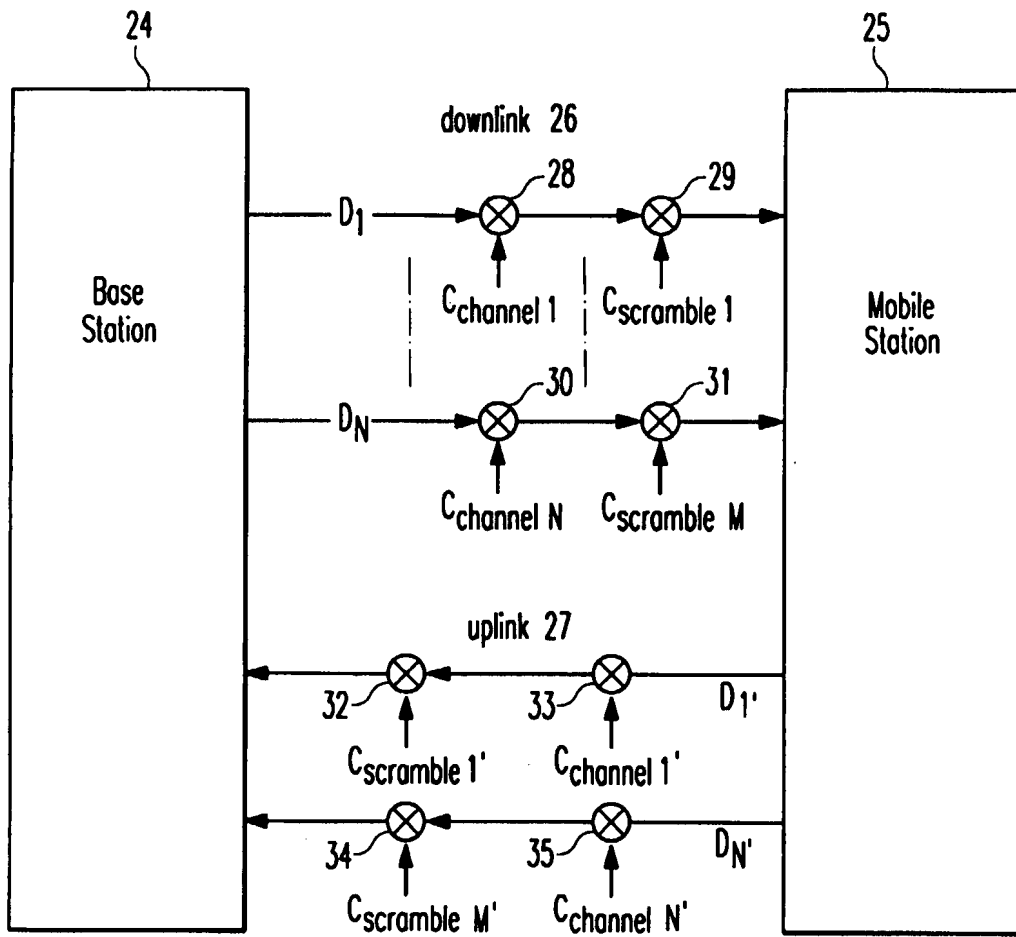 24
25
downlink 26
28
29
D1
Base
Station
Cchannel 1
Cscramble 1
Mobile
Station
30
31
DN
Cchannel N
Cscramble M
uplink 27
32
33
D1'
Cscramble 1'
Cchannel 1'
34
35
DN'
Cscramble M'
Cchannel N'